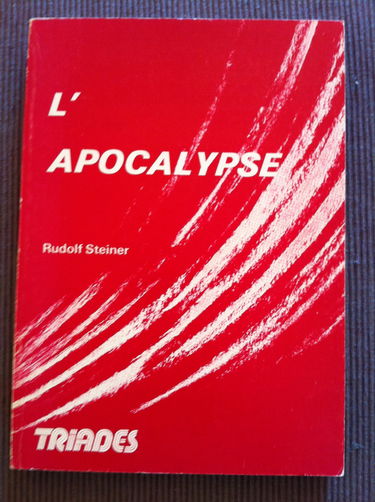 L'
APOCALYPSE
Rudolf Steiner
TRIADES